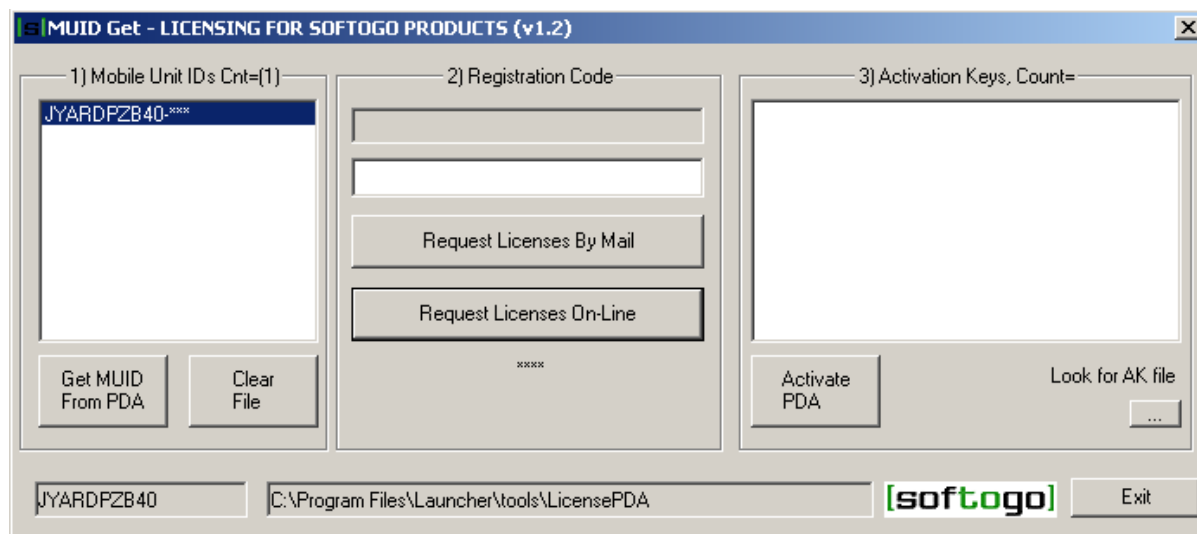 [s] MUID Get - LICENSING FOR SOFTOGO PRODUCTS (v1.2)
1) Mobile Unit IDs Cnt=(1)
JYARDPZB40-***
Get MUID
From PDA
Clear
File
2) Registration Code
Request Licenses By Mail
Request Licenses On-Line
****
3) Activation Keys, Count=
Activate
PDA
Look for AK file
...
JYARDPZB40
C:\Program Files\Launcher\tools\LicensePDA
[softogo]
Exit